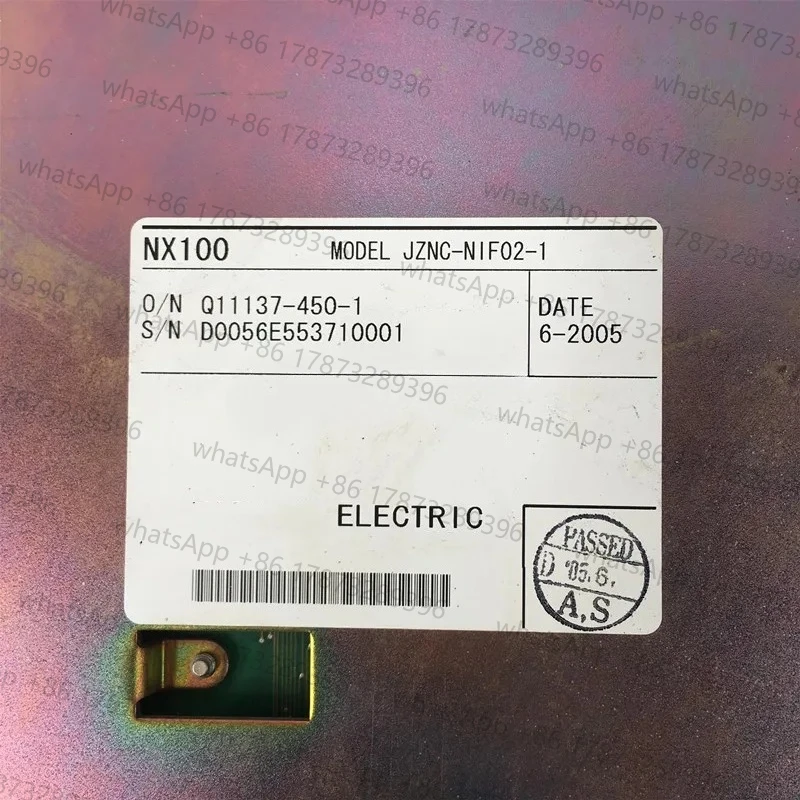 NX100 MODEL JZNC-NIF02-1
O/N Q11137-450-1
S/N D0056E553710001
DATE
6-2005
ELECTRIC
PASSED
D '05.6.
A,S
whatsApp +86 17873289396